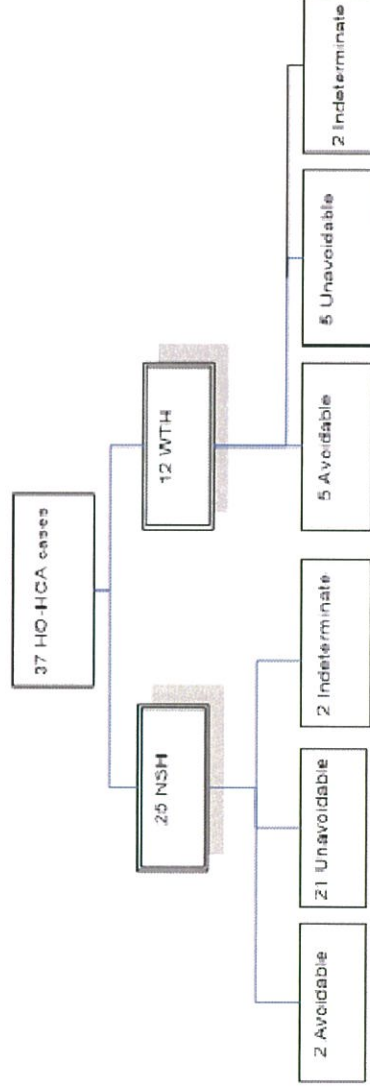 37 HO-HCA cases
25 NSH
12 WTH
2 Avoidable
21 Unavoidable
2 Indeterminate
5 Avoidable
5 Unavoidable
2 Indeterminate